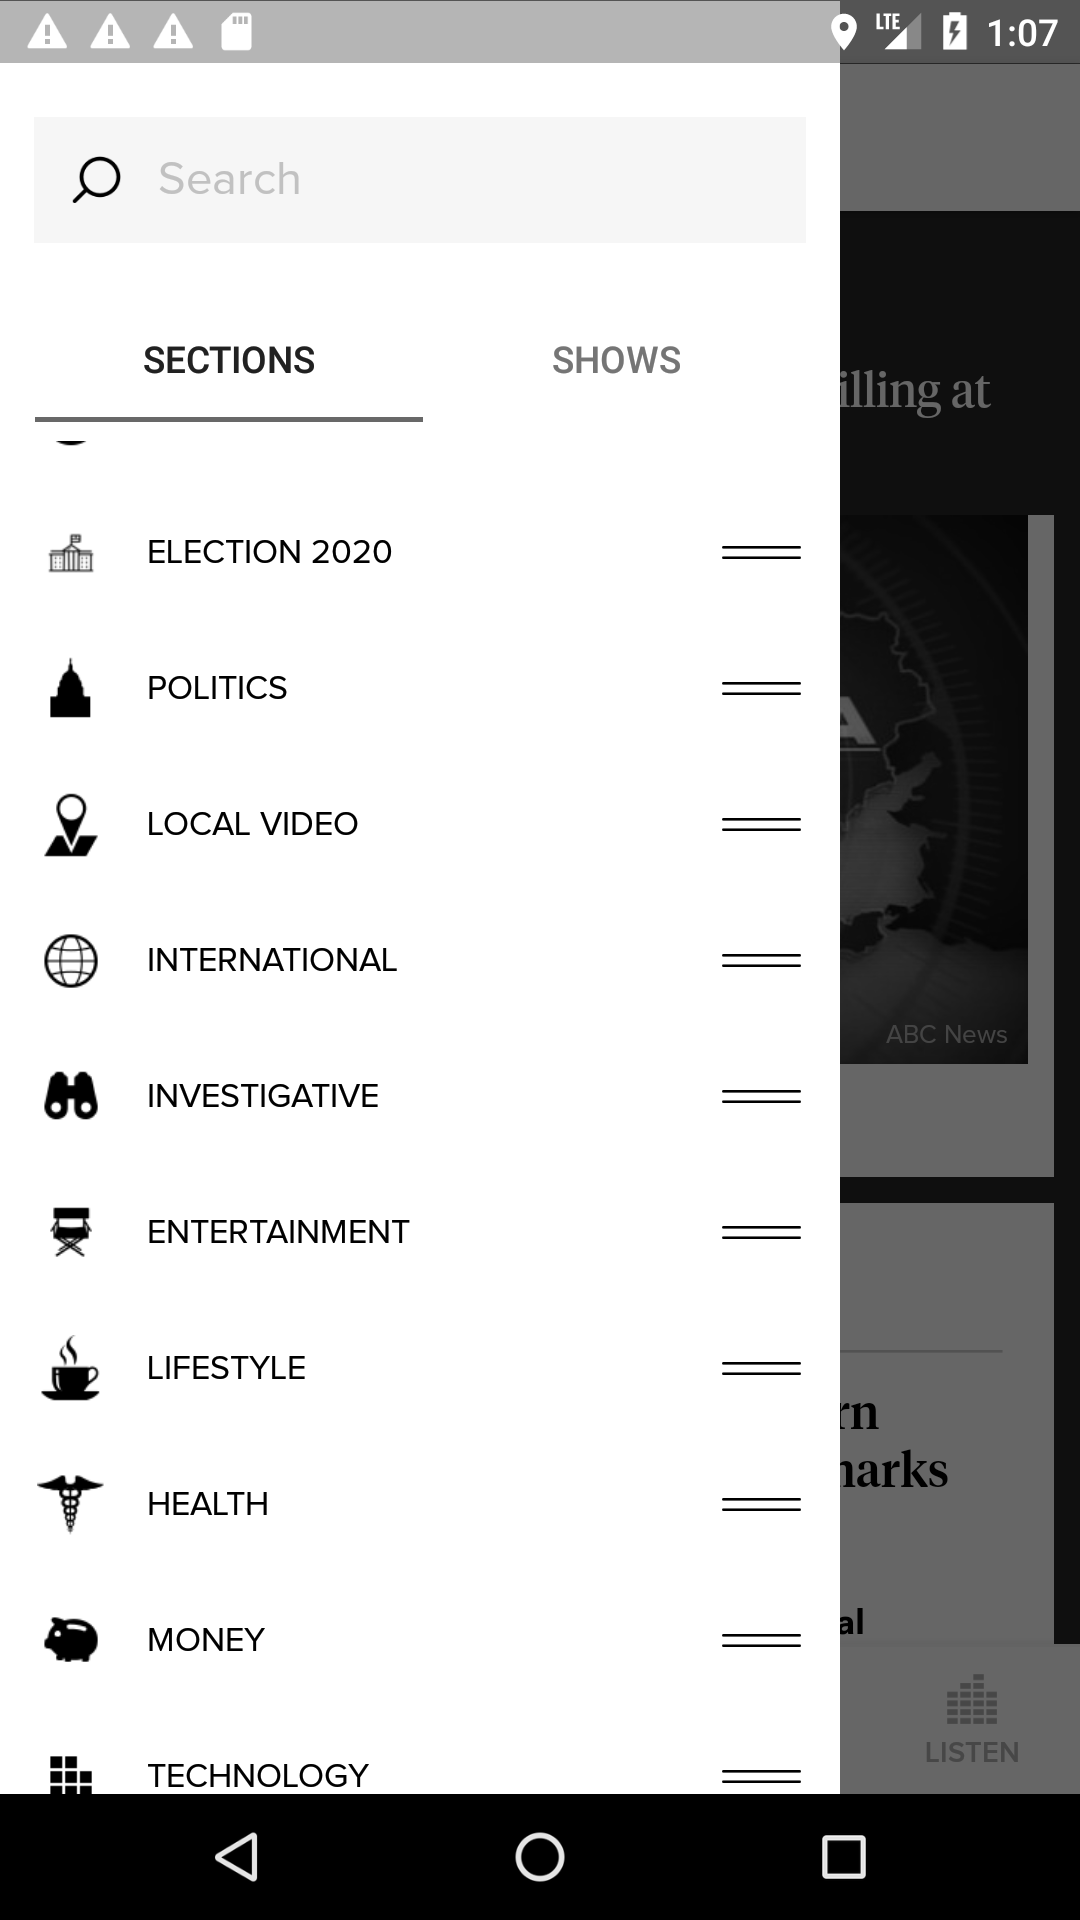 LTE 1:07
Search
SECTIONS SHOWS
illing at
ELECTION 2020
POLITICS
LOCAL VIDEO
INTERNATIONAL
ABC News
INVESTIGATIVE
ENTERTAINMENT
LIFESTYLE
rn
narks
HEALTH
al
MONEY
LISTEN
TECHNOLOGY